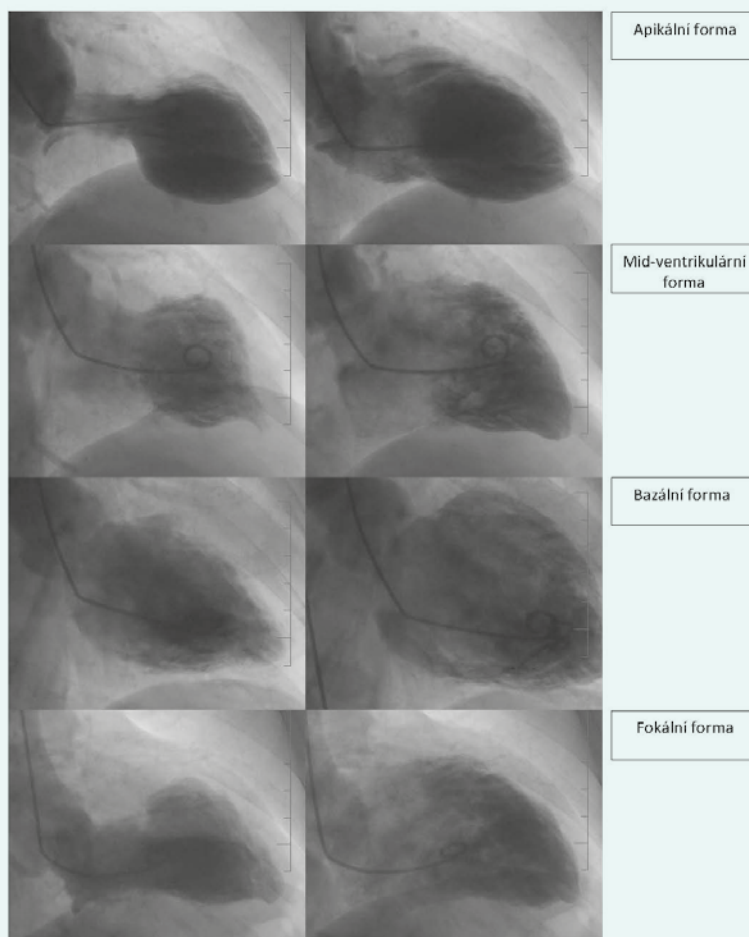 Apikální forma
Mid-ventrikulární
forma
Bazální forma
Fokální forma